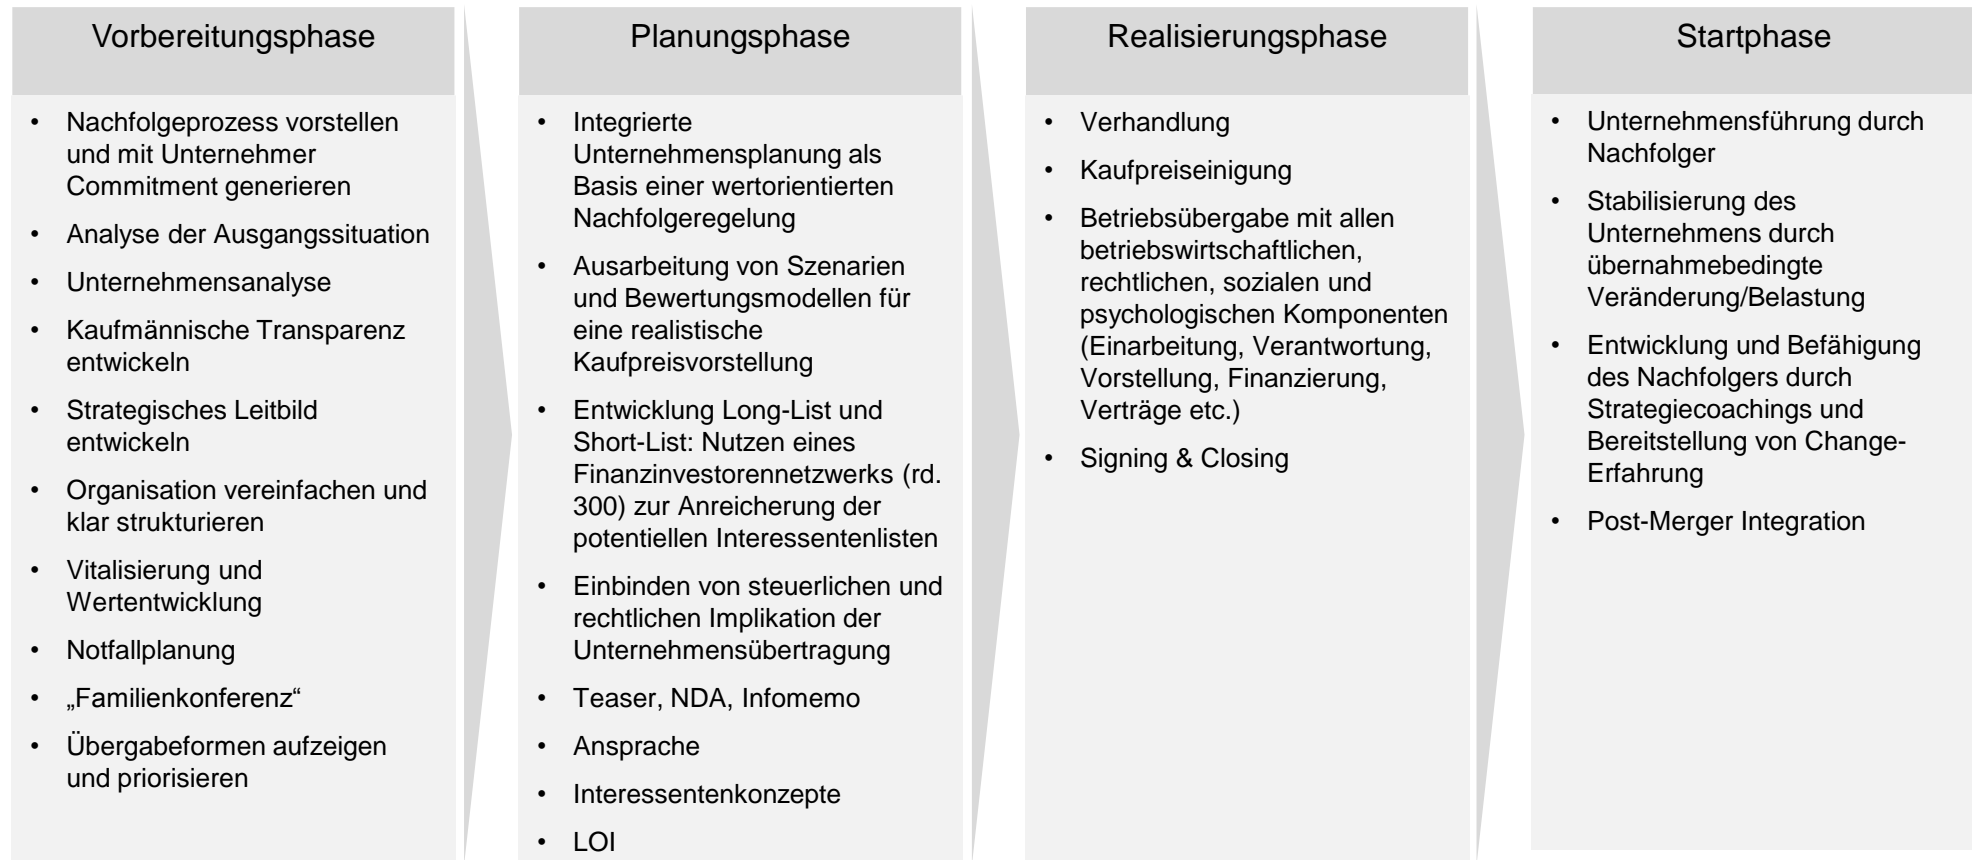 Vorbereitungsphase
• Nachfolgeprozess vorstellen
und mit Unternehmer
Commitment generieren
• Analyse der Ausgangssituation
• Unternehmensanalyse
• Kaufmännische Transparenz
entwickeln
• Strategisches Leitbild
entwickeln
• Organisation vereinfachen und
klar strukturieren
• Vitalisierung und
Wertentwicklung
• Notfallplanung
• „Familienkonferenz“
• Übergabeformen aufzeigen
und priorisieren
Planungsphase
• Integrierte
Unternehmensplanung als
Basis einer wertorientierten
Nachfolgeregelung
• Ausarbeitung von Szenarien
und Bewertungsmodellen für
eine realistische
Kaufpreisvorstellung
• Entwicklung Long-List und
Short-List: Nutzen eines
Finanzinvestorennetzwerks (rd.
300) zur Anreicherung der
potentiellen Interessentenlisten
• Einbinden von steuerlichen und
rechtlichen Implikation der
Unternehmensübertragung
• Teaser, NDA, Infomemo
• Ansprache
• Interessentenkonzepte
• LOI
Realisierungsphase
• Verhandlung
• Kaufpreiseinigung
• Betriebsübergabe mit allen
betriebswirtschaftlichen,
rechtlichen, sozialen und
psychologischen Komponenten
(Einarbeitung, Verantwortung,
Vorstellung, Finanzierung,
Verträge etc.)
• Signing & Closing
Startphase
• Unternehmensführung durch
Nachfolger
• Stabilisierung des
Unternehmens durch
übernahmebedingte
Veränderung/Belastung
• Entwicklung und Befähigung
des Nachfolgers durch
Strategiecoachings und
Bereitstellung von Change-
Erfahrung
• Post-Merger Integration